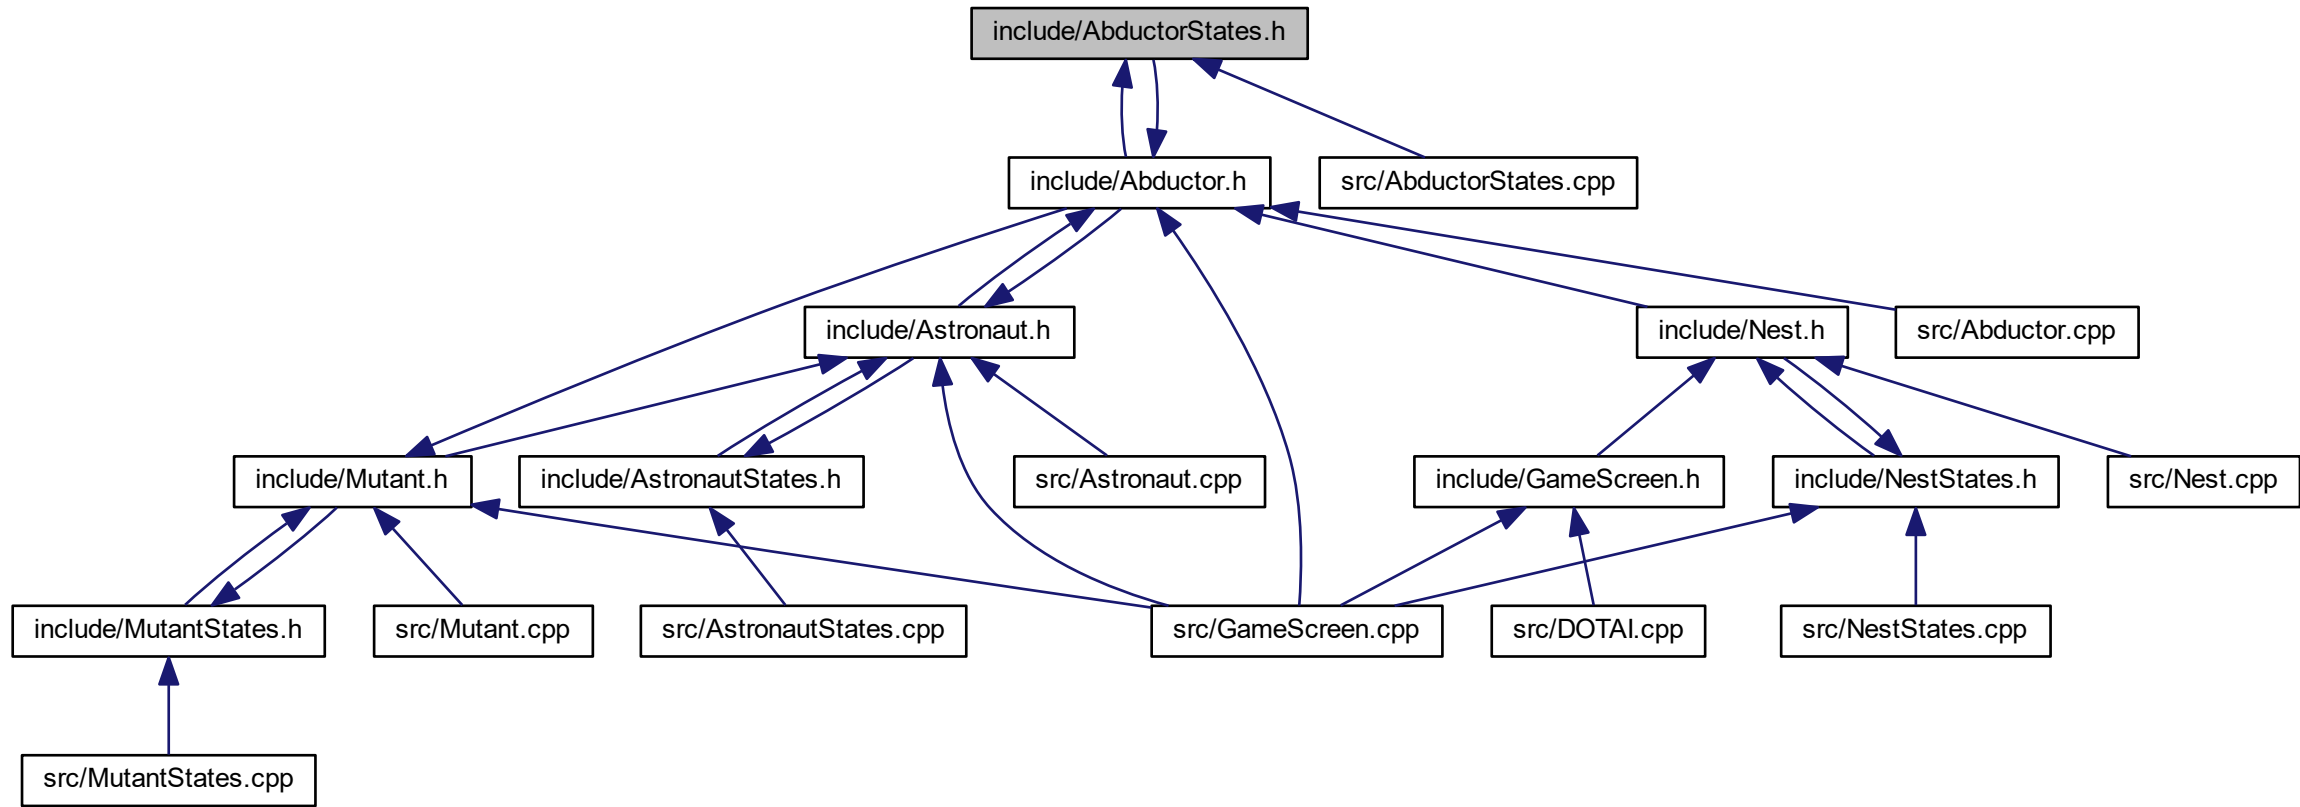 include/AbductorStates.h
include/Abductor.h
src/AbductorStates.cpp
include/Astronaut.h
include/Nest.h
src/Abductor.cpp
include/Mutant.h
include/AstronautStates.h
src/Astronaut.cpp
include/GameScreen.h
include/NestStates.h
src/Nest.cpp
include/MutantStates.h
src/Mutant.cpp
src/AstronautStates.cpp
src/GameScreen.cpp
src/DOTAI.cpp
src/NestStates.cpp
src/MutantStates.cpp